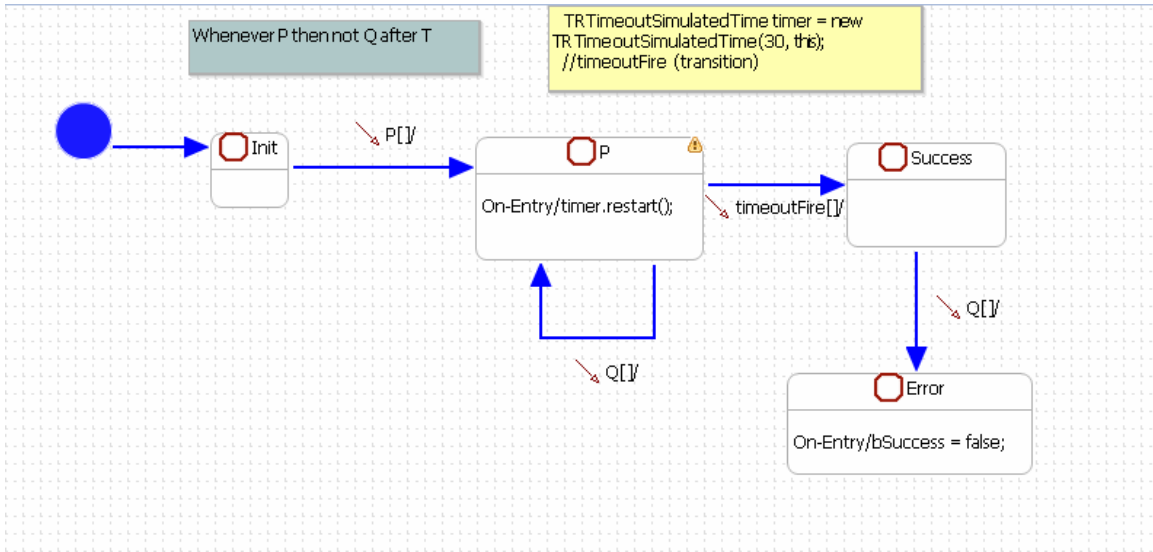 Whenever P then not Q after T
TRTimeoutSimulatedTime timer = new
TRTimeoutSimulatedTime(30, this);
//timeoutFire (transition)
Init
P[]/
P
On-Entry/timer.restart();
timeoutFire[]/
Success
Q[]/
Q[]/
Error
On-Entry/bSuccess = false;